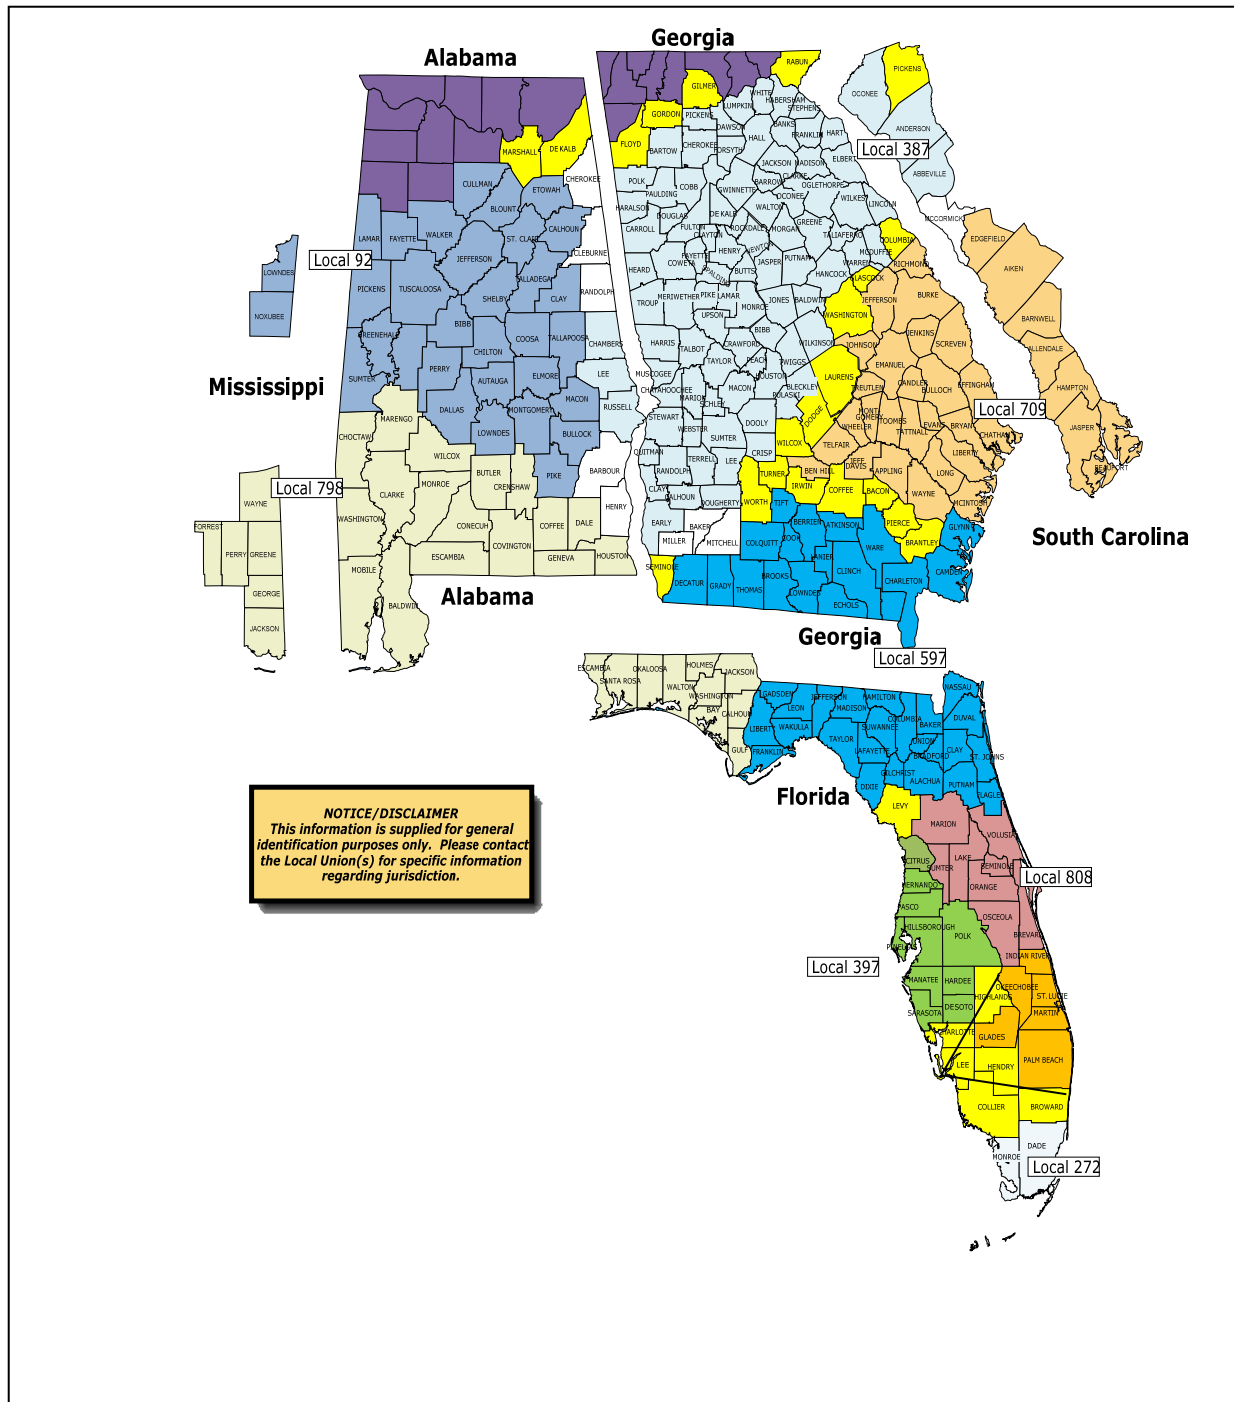 Georgia
Alabama
RABUN
PICKENS
OCONEE
GILMER
WHITE
HABERSHAM
STEPHENS
LUMPKIN
GORDON
PICKENS
DAWSON
BANKS
ANDERSON
HALL
FRANKLIN
HART
FLOYD
BARTOW
CHEROKEE
FORSYTH
Local 387
MARSHALL
DE KALB
JACKSON
MADISON
ELBERT
ABBEVILLE
CHEROKEE
CULLMAN
ETOWAH
POLK
PAULDING
COBB
GWINNETTE
BARROW
CLARKE
OGLETHORPE
OCONEE
WILKES
LINCOLN
BLOUNT
HARALSON
DOUGLAS
DE KALB
WALTON
MCCORMICK
CALHOUN
CARROLL
FULTON
CLAYTON
ROCKDALE
MORGAN
GREENE
TALIAFERRO
COLUMBIA
EDGEFIELD
LAMAR
FAYETTE
WALKER
ST. CLAIR
CLEBURNE
HENRY
NEWTON
MCDUFFIE
WARREN
RICHMOND
AIKEN
LOWNDES
Local 92
JEFFERSON
HEARD
COWETA
FAYETTE
SPALDING
BUTTS
JASPER
PUTNAM
HANCOCK
GLASCOCK
PICKENS
TUSCALOOSA
TALLADEGA
SHELBY
CLAY
RANDOLPH
TROUP
MERIWETHER
PIKE
LAMAR
MONROE
JONES
BALDWIN
JEFFERSON
BURKE
NOXUBEE
WASHINGTON
BARNWELL
GREENEHALE
BIBB
COOSA
TALLAPOOSA
CHAMBERS
HARRIS
UPSON
BIBB
WILKINSON
JOHNSON
JENKINS
SCREVEN
ALLENDALE
CHILTON
TALBOT
CRAWFORD
TWIGGS
EMANUEL
PERRY
TAYLOR
PEACH
SUMTER
AUTAUGA
ELMORE
LEE
MUSCOGEE
HOUSTON
BLECKLEY
LAURENS
TREUTLEN
CANDLER
BULLOCH
EFFINGHAM
HAMPTON
Mississippi
CHATAHOOCHEE
MARION
MACON
PULASKI
MACON
SCHLEY
RUSSELL
DALLAS
MONTGOMERY
DODGE
MONT
GOMERY
Local 709
MARENGO
STEWART
WEBSTER
DOOLY
WHEELER
TOOMBS
TATTNALL
EVANS
BRYAN
JASPER
CHOCTAW
LOWNDES
BULLOCK
SUMTER
WILCOX
CHATHAM
WILCOX
QUITMAN
TERRELL
LEE
CRISP
TELFAIR
LIBERTY
BEAUFORT
BUTLER
PIKE
BARBOUR
RANDOLPH
TURNER
BEN HILL
JEFF
DAVIS
APPLING
LONG
WAYNE
Local 798
MONROE
CRENSHAW
CLARKE
CLAY
CALHOUN
DOUGHERTY
WORTH
IRWIN
COFFEE
BACON
WAYNE
MCINTOSH
WASHINGTON
HENRY
TIFT
FORREST
CONECUH
COFFEE
DALE
EARLY
BAKER
BERRIEN
ATKINSON
PIERCE
GLYNN
South Carolina
PERRY
GREENE
ESCAMBIA
COVINGTON
GENEVA
HOUSTON
MILLER
MITCHELL
COLQUITT
COOK
WARE
BRANTLEY
MOBILE
SEMINOLE
LANIER
CLINCH
CAMDEN
GEORGE
DECATUR
GRADY
THOMAS
BROOKS
LOWNDES
CHARLETON
BALDWIN
Alabama
ECHOLS
JACKSON
Georgia
Local 597
ESCAMBIA
OKALOOSA
HOLMES
JACKSON
SANTA ROSA
WALTON
WASHINGTON
GADSDEN
JEFFERSON
HAMILTON
NASSAU
BAY
CALHOUN
LEON
MADISON
COLUMBIA
BAKER
DUVAL
LIBERTY
WAKULLA
SUWANNEE
TAYLOR
UNION
GULF
FRANKLIN
LAFAYETTE
BRADFORD
CLAY
ST. JOHNS
GILCHRIST
DIXIE
ALACHUA
PUTNAM
FLAGLER
Florida
LEVY
MARION
VOLUSIA
NOTICE/DISCLAIMER
This information is supplied for general
identification purposes only.  Please contact
the Local Union(s) for specific information
regarding jurisdiction.
CITRUS
LAKE
SUMTER
SEMINOLE
Local 808
HERNANDO
ORANGE
PASCO
OSCEOLA
HILLSBOROUGH
POLK
BREVARD
PINELLAS
INDIAN RIVER
Local 397
MANATEE
HARDEE
OKEECHOBEE
HIGHLANDS
ST. LUCIE
SARASOTA
DESOTO
MARTIN
CHARLOTTE
GLADES
LEE
HENDRY
PALM BEACH
COLLIER
BROWARD
DADE
MONROE
Local 272